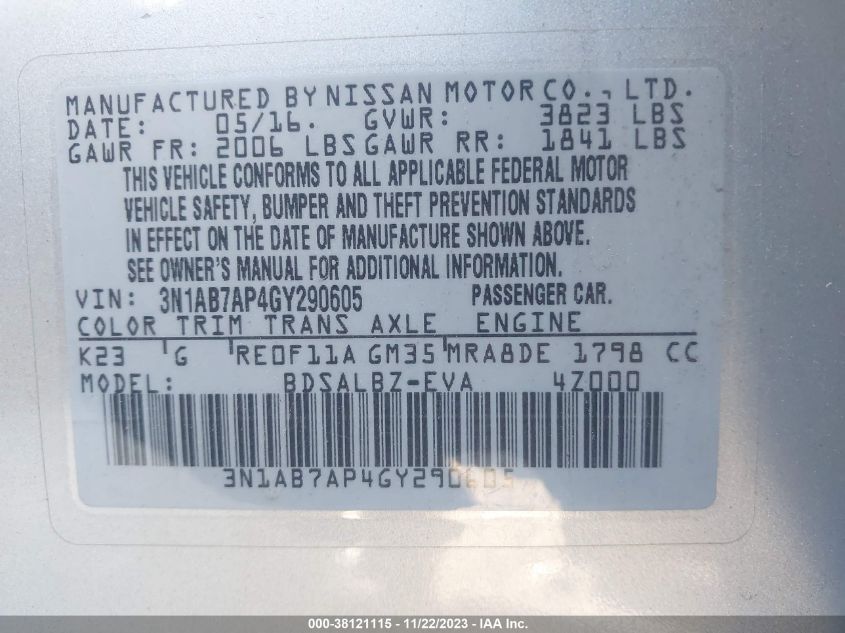 MANUFACTURED BY NISSAN MOTOR CO., LTD.
DATE: 05/16. GVWR: 3823 LBS
GAWR FR: 2006 LBS GAWR RR: 1841 LBS
THIS VEHICLE CONFORMS TO ALL APPLICABLE FEDERAL MOTOR
VEHICLE SAFETY, BUMPER AND THEFT PREVENTION STANDARDS
IN EFFECT ON THE DATE OF MANUFACTURE SHOWN ABOVE.
SEE OWNER'S MANUAL FOR ADDITIONAL INFORMATION.
VIN: 3N1AB7AP4GY290605 PASSENGER CAR.
COLOR TRIM TRANS AXLE ENGINE
K23 G RE0F11A GM35 MRA8DE 1798 CC
MODEL: BDSALBZ-EVA 4Z000
3N1AB7AP4GY290605
000-38121115 - 11/22/2023 - IAA Inc.